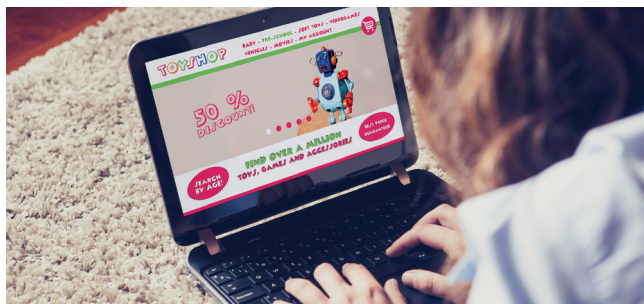 TOYSHOP
BABY - PRE-SCHOOL - SOFT TOYS - VIDEOGAMES
VEHICLES - MOVIES - MY ACCOUNT
50 %
DISCOUNTE
SEARCH
BY AGE!
FIND OVER A MILLION
TOYS, GAMES AND ACCESSORIES
BEST PRICE
GUARANTEED